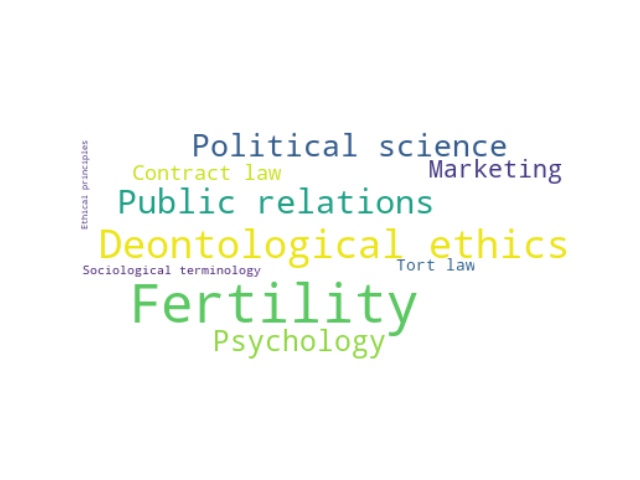 Political science
Contract law
Marketing
Ethical principles
Public relations
Deontological ethics
Sociological terminology
Tort law
Fertility
Psychology